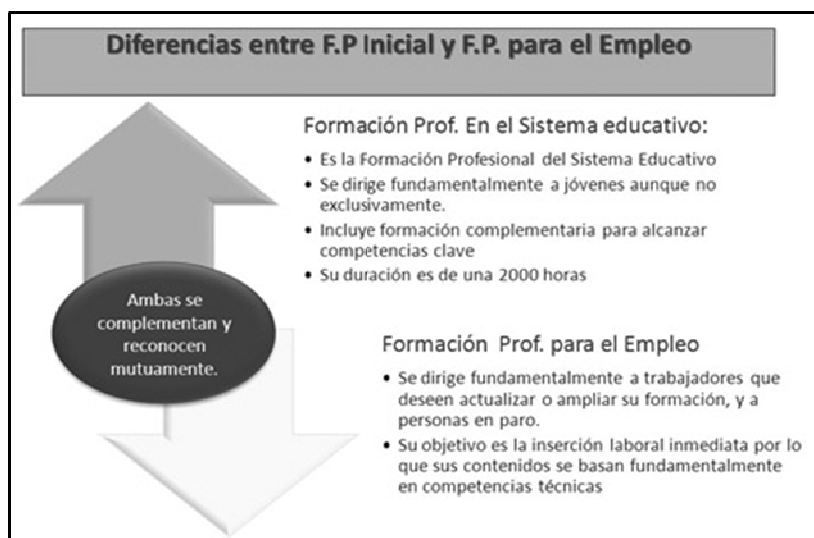 Diferencias entre F.P Inicial y F.P. para el Empleo
Formación Prof. En el Sistema educativo:
• Es la Formación Profesional del Sistema Educativo
• Se dirige fundamentalmente a jóvenes aunque no
exclusivamente.
• Incluye formación complementaria para alcanzar
competencias clave
• Su duración es de una 2000 horas
Ambas se
complementan y
reconocen
mutuamente.
Formación Prof. para el Empleo
• Se dirige fundamentalmente a trabajadores que
deseen actualizar o ampliar su formación, y a
personas en paro.
• Su objetivo es la inserción laboral inmediata por lo
que sus contenidos se basan fundamentalmente
en competencias técnicas